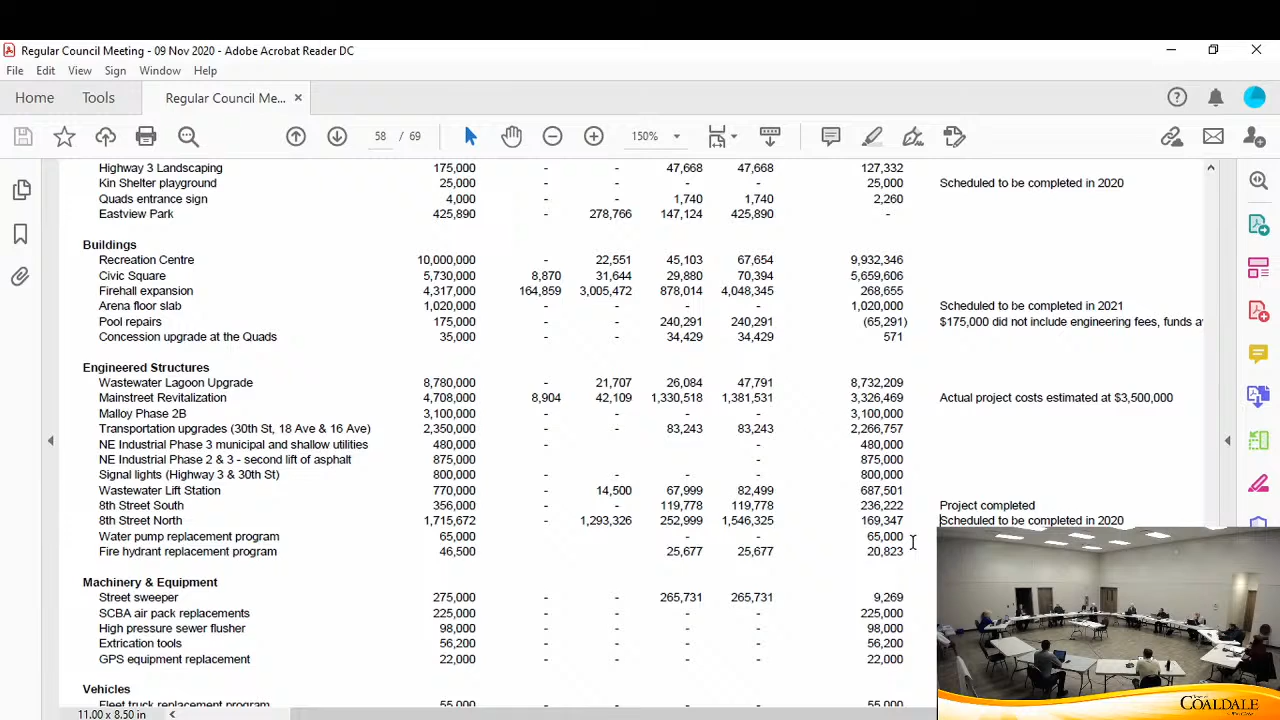 Regular Council Meeting - 09 Nov 2020 - Adobe Acrobat Reader DC
File Edit View Sign Window Help
Home Tools Regular Council Me... ×
58 / 69 150%
Highway 3 Landscaping 175,000 - - 47,668 47,668 127,332
Kin Shelter playground 25,000 - - - - 25,000 Scheduled to be completed in 2020
Quads entrance sign 4,000 - - 1,740 1,740 2,260
Eastview Park 425,890 - 278,766 147,124 425,890 -
Buildings
Recreation Centre 10,000,000 - 22,551 45,103 67,654 9,932,346
Civic Square 5,730,000 8,870 31,644 29,880 70,394 5,659,606
Firehall expansion 4,317,000 164,859 3,005,472 878,014 4,048,345 268,655
Arena floor slab 1,020,000 - - - - 1,020,000 Scheduled to be completed in 2021
Pool repairs 175,000 - - 240,291 240,291 (65,291) $175,000 did not include engineering fees, funds a
Concession upgrade at the Quads 35,000 - - 34,429 34,429 571
Engineered Structures
Wastewater Lagoon Upgrade 8,780,000 - 21,707 26,084 47,791 8,732,209
Mainstreet Revitalization 4,708,000 8,904 42,109 1,330,518 1,381,531 3,326,469 Actual project costs estimated at $3,500,000
Malloy Phase 2B 3,100,000 - - - - 3,100,000
Transportation upgrades (30th St, 18 Ave & 16 Ave) 2,350,000 - - 83,243 83,243 2,266,757
NE Industrial Phase 3 municipal and shallow utilities 480,000 - 480,000
NE Industrial Phase 2 & 3 - second lift of asphalt 875,000 - 875,000
Signal lights (Highway 3 & 30th St) 800,000 - - - - 800,000
Wastewater Lift Station 770,000 - 14,500 67,999 82,499 687,501
8th Street South 356,000 - - 119,778 119,778 236,222 Project completed
8th Street North 1,715,672 - 1,293,326 252,999 1,546,325 169,347 Scheduled to be completed in 2020
Water pump replacement program 65,000 - - - - 65,000
Fire hydrant replacement program 46,500 25,677 25,677 20,823
Machinery & Equipment
Street sweeper 275,000 - - 265,731 265,731 9,269
SCBA air pack replacements 225,000 - - - - 225,000
High pressure sewer flusher 98,000 - - - - 98,000
Extrication tools 56,200 - - - - 56,200
GPS equipment replacement 22,000 - - - - 22,000
Vehicles
Fleet truck replacement program 55,000 - - - - 55,000
11.00 x 8.50 in
COALDALE